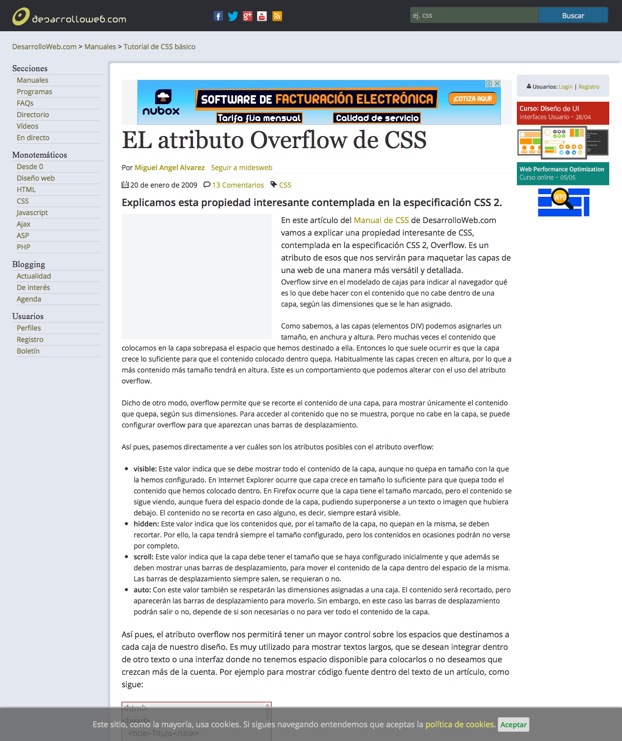 desarrolloweb.com
ej. css
Buscar
DesarrolloWeb.com > Manuales > Tutorial de CSS básico
Secciones
Manuales
Programas
FAQs
Directorio
Vídeos
En directo
Monotemáticos
Desde 0
Diseño web
HTML
CSS
Javascript
Ajax
ASP
PHP
Blogging
Actualidad
De interés
Agenda
Usuarios
Perfiles
Registro
Boletín
nubox
SOFTWARE DE FACTURACIÓN ELECTRÓNICA
Tarifa fija mensual
Calidad de servicio
¡COTIZA AQUÍ!
EL atributo Overflow de CSS
Por Miguel Angel Alvarez Seguir a midesweb
20 de enero de 2009 13 Comentarios CSS
Explicamos esta propiedad interesante contemplada en la especificación CSS 2.
En este artículo del Manual de CSS de DesarrolloWeb.com
vamos a explicar una propiedad interesante de CSS,
contemplada en la especificación CSS 2, Overflow. Es un
atributo de esos que nos servirán para maquetar las capas de
una web de una manera más versátil y detallada.
Overflow sirve en el modelado de cajas para indicar al navegador qué
es lo que debe hacer con el contenido que no cabe dentro de una
capa, según las dimensiones que se le han asignado.
Como sabemos, a las capas (elementos DIV) podemos asignarles un
tamaño, en anchura y altura. Pero muchas veces el contenido que
colocamos en la capa sobrepasa el espacio que hemos destinado a ella. Entonces lo que suele ocurrir es que la capa
crece lo suficiente para que el contenido colocado dentro quepa. Habitualmente las capas crecen en altura, por lo que a
más contenido más tamaño tendrá en altura. Este es un comportamiento que podemos alterar con el uso del atributo
overflow.
Dicho de otro modo, overflow permite que se recorte el contenido de una capa, para mostrar únicamente el contenido
que quepa, según sus dimensiones. Para acceder al contenido que no se muestra, porque no cabe en la capa, se puede
configurar overflow para que aparezcan unas barras de desplazamiento.
Así pues, pasemos directamente a ver cuáles son los atributos posibles con el atributo overflow:
visible: Este valor indica que se debe mostrar todo el contenido de la capa, aunque no quepa en tamaño con la que
la hemos configurado. En Internet Explorer ocurre que capa crece en tamaño lo suficiente para que quepa todo el
contenido que hemos colocado dentro. En Firefox ocurre que la capa tiene el tamaño marcado, pero el contenido se
sigue viendo, aunque fuera del espacio donde de la capa, pudiendo superponerse a un texto o imagen que hubiera
debajo. El contenido no se recorta en caso alguno, es decir, siempre estará visible.
hidden: Este valor indica que los contenidos que, por el tamaño de la capa, no quepan en la misma, se deben
recortar. Por ello, la capa tendrá siempre el tamaño configurado, pero los contenidos en ocasiones podrán no verse
por completo.
scroll: Este valor indica que la capa debe tener el tamaño que se haya configurado inicialmente y que además se
deben mostrar unas barras de desplazamiento, para mover el contenido de la capa dentro del espacio de la misma.
Las barras de desplazamiento siempre salen, se requieran o no.
auto: Con este valor también se respetarán las dimensiones asignadas a una caja. El contenido será recortado, pero
aparecerán las barras de desplazamiento para moverlo. Sin embargo, en este caso las barras de desplazamiento
podrán salir o no, depende de si son necesarias o no para ver todo el contenido de la capa.
Así pues, el atributo overflow nos permitirá tener un mayor control sobre los espacios que destinamos a
cada caja de nuestro diseño. Es muy utilizado para mostrar textos largos, que se desean integrar dentro
de otro texto o una interfaz donde no tenemos espacio disponible para colocarlos o no deseamos que
crezcan más de la cuenta. Por ejemplo para mostrar código fuente dentro del texto de un artículo, como
sigue:
<html>
<head>
<title>Titulo</title>
Usuarios: Login | Registro
Curso: Diseño de UI
Interfaces Usuario - 28/04
Web Performance Optimization
Curso online - 05/05
Este sitio, como la mayoría, usa cookies. Si sigues navegando entendemos que aceptas la política de cookies. Aceptar